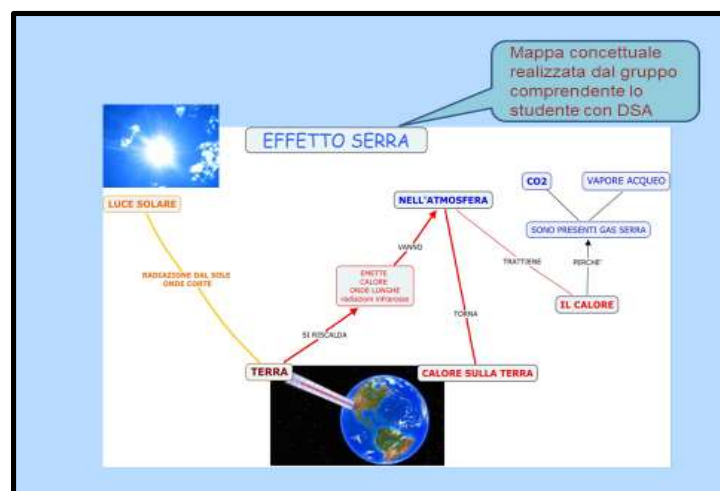 Mappa concettuale
realizzata dal gruppo
comprendente lo
studente con DSA
EFFETTO SERRA
CO2
VAPORE ACQUEO
NELL'ATMOSFERA
LUCE SOLARE
SONO PRESENTI GAS SERRA
VANNO
TRATTIENE
PERCHE'
RADIAZIONE DAL SOLE
ONDE CORTE
EMETTE
CALORE
ONDE LUNGHE
radiazioni infrarosse
IL CALORE
TORNA
SI RISCALDA
TERRA
CALORE SULLA TERRA